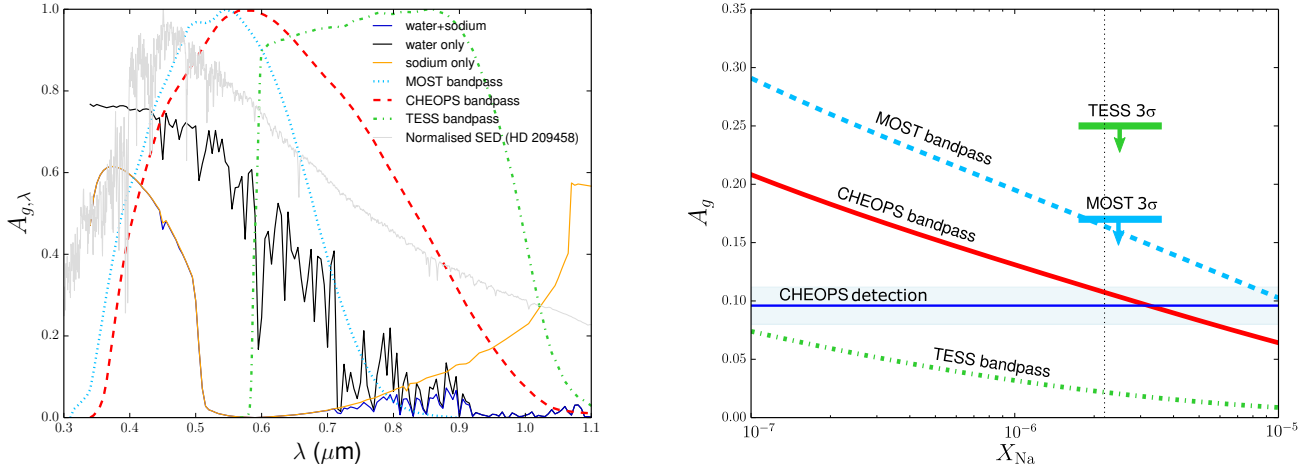 1.0
0.8
0.6
0.4
0.2
0.0
A_{g,λ}
0.3 0.4 0.5 0.6 0.7 0.8 0.9 1.0 1.1
λ (μm)
water+sodium
water only
sodium only
MOST bandpass
CHEOPS bandpass
TESS bandpass
Normalised SED (HD 209458)
0.35
0.30
0.25
0.20
0.15
0.10
0.05
0.00
A_g
MOST bandpass
CHEOPS bandpass
CHEOPS detection
TESS bandpass
TESS 3σ
MOST 3σ
10^{-7} 10^{-6} 10^{-5}
X_{Na}